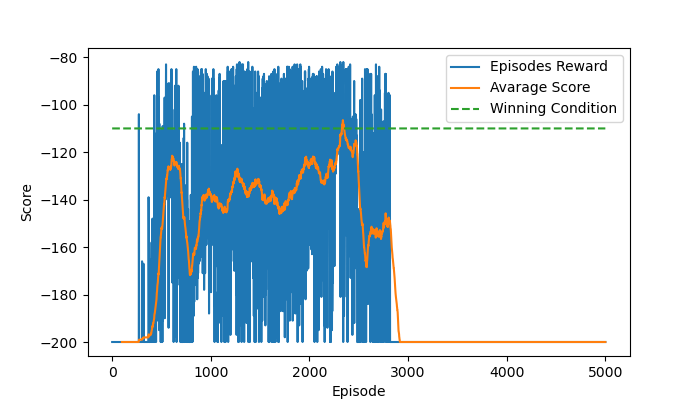 −80
−100
−120
−140
−160
−180
−200
Score
0
1000
2000
3000
4000
5000
Episode
Episodes Reward
Avarage Score
Winning Condition